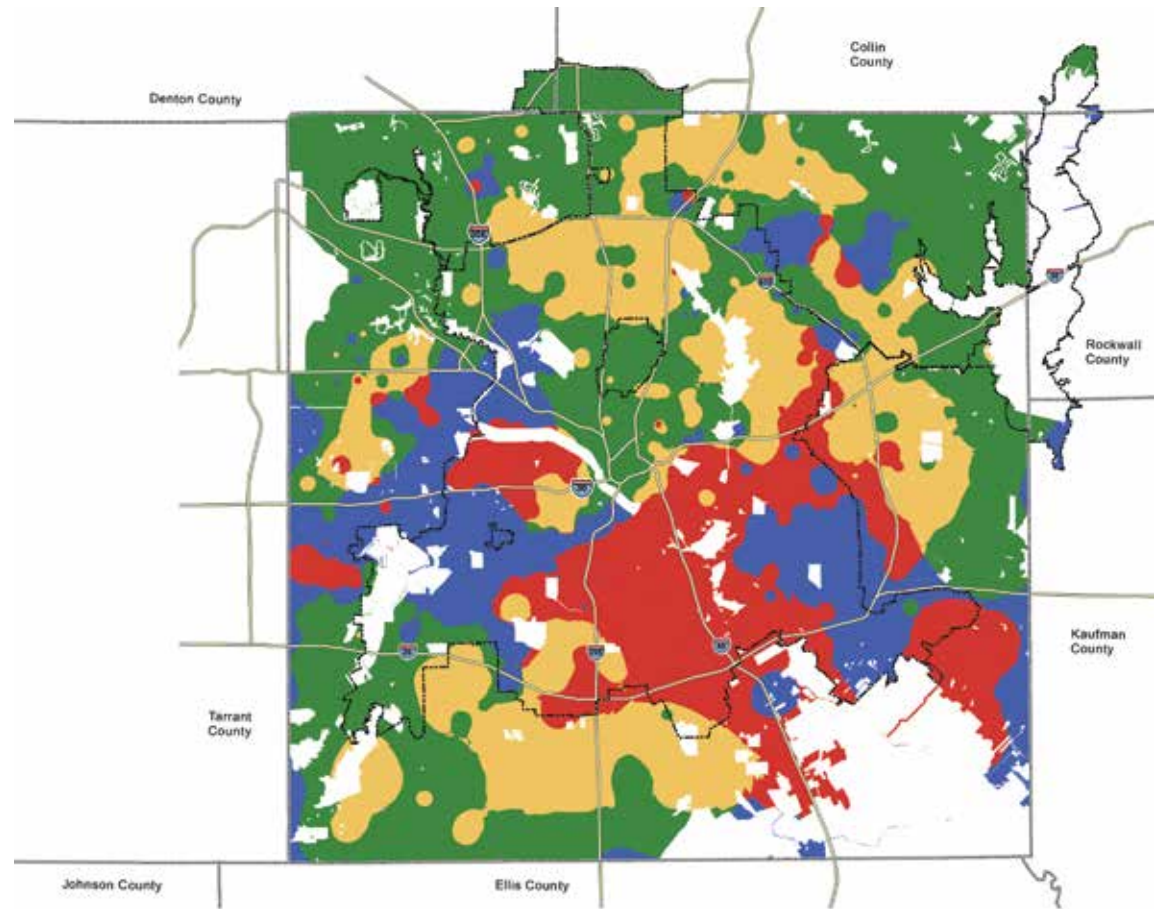 Collin
County
Denton County
Rockwall
County
Kaufman
County
Tarrant
County
Johnson County
Ellis County